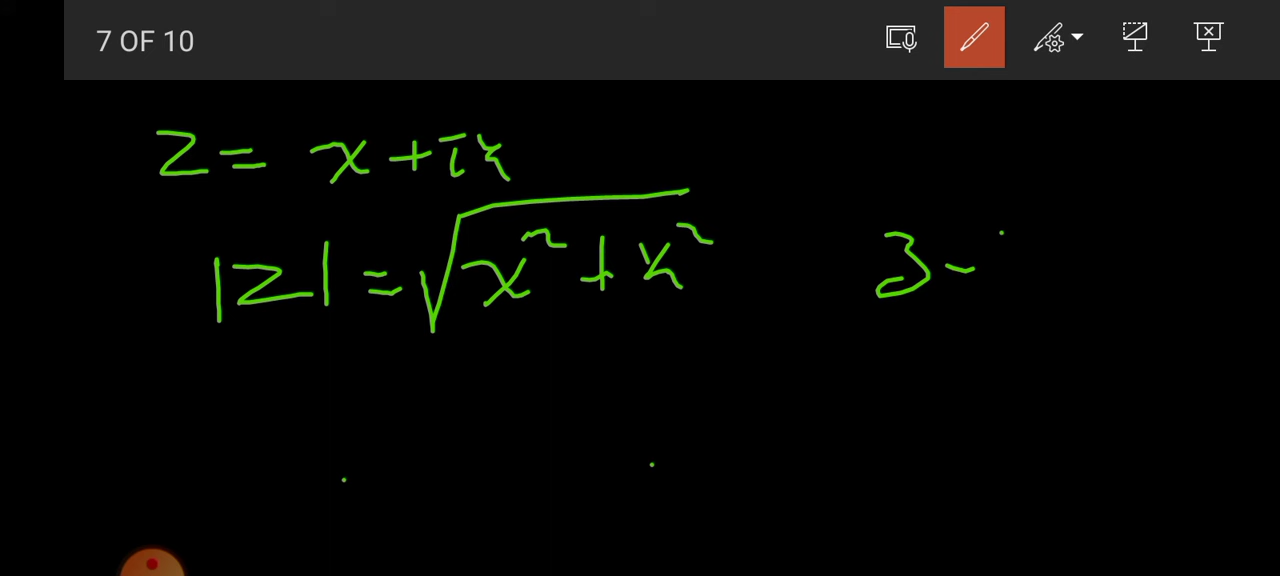 7 OF 10
z = x + iy
|z| = √(x² + y²)
3 -